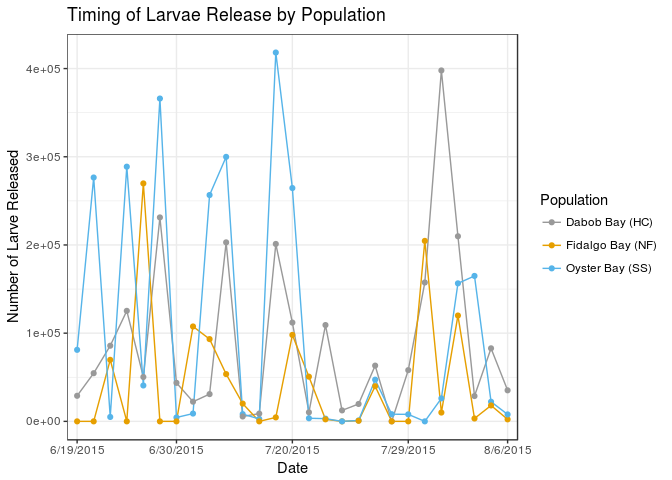 Timing of Larvae Release by Population
Number of Larve Released
4e+05
3e+05
2e+05
1e+05
0e+00
6/19/2015 6/30/2015 7/20/2015 7/29/2015 8/6/2015
Date
Population
Dabob Bay (HC)
Fidalgo Bay (NF)
Oyster Bay (SS)